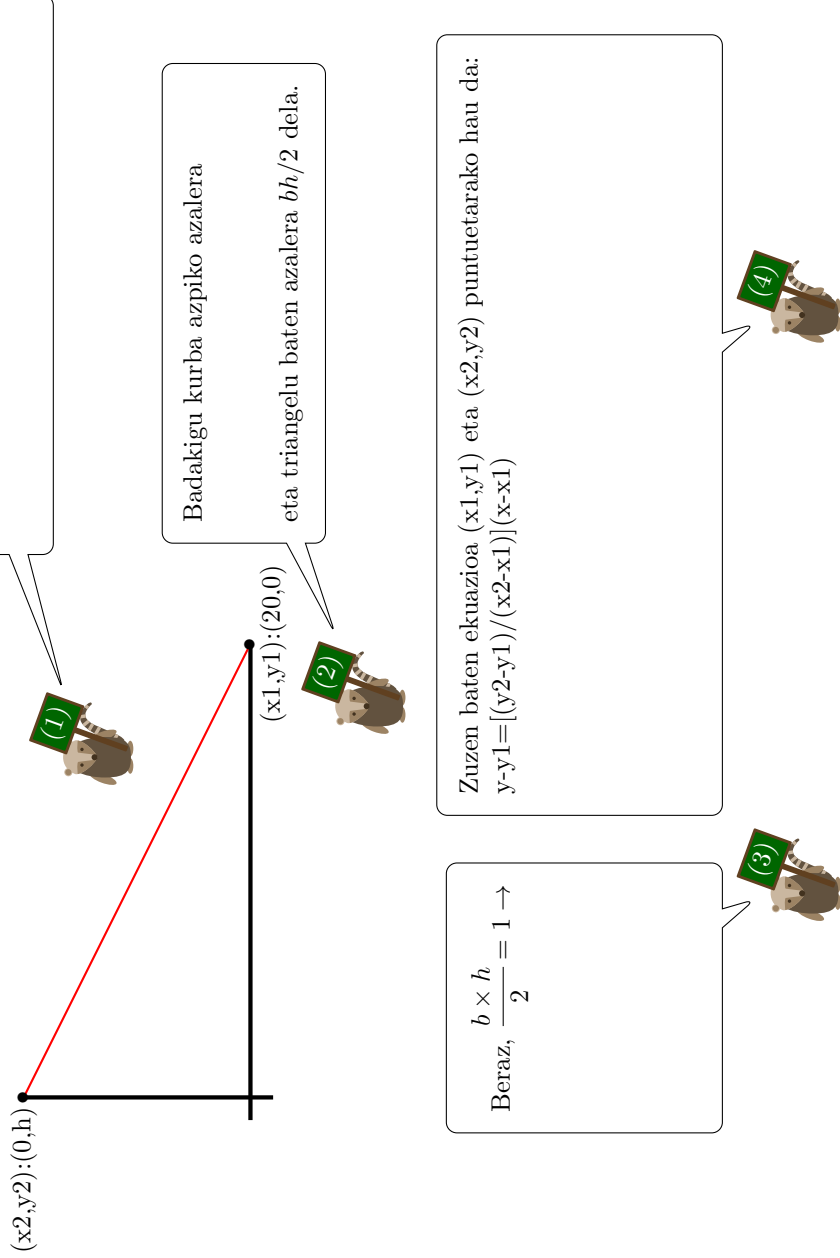 (1)
(x2,y2):(0,h)
(x1,y1):(20,0)
Badakigu kurba azpiko azalera
eta triangelu baten azalera bh/2 dela.
(2)
Beraz, \frac{b × h}{2} = 1 →
(3)
Zuzen baten ekuazioa (x1,y1) eta (x2,y2) puntuetarako hau da:
y-y1=[(y2-y1)/(x2-x1)](x-x1)
(4)